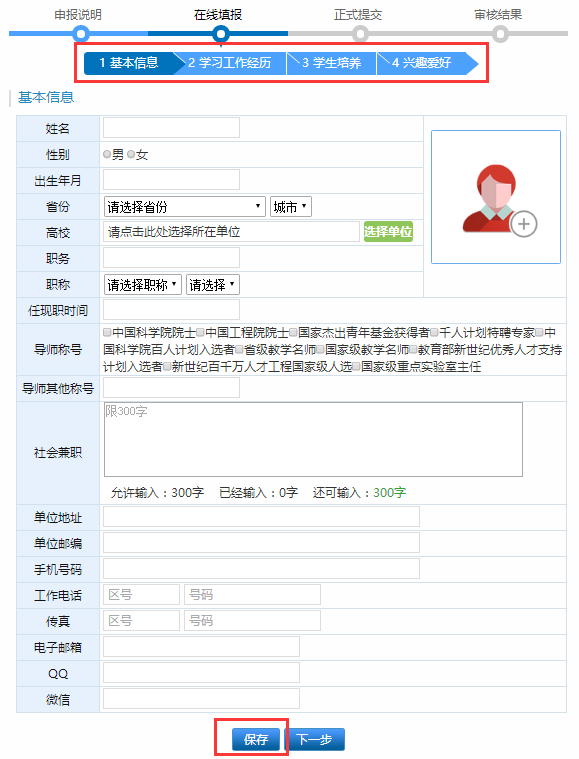 申报说明 在线填报 正式提交 审核结果
1 基本信息 2 学习工作经历 3 学生培养 4 兴趣爱好
基本信息
姓名
性别 男 女
出生年月
省份 请选择省份 城市
高校 请点击此处选择所在单位 选择单位
职务
职称 请选择职称 请选择
任现职时间
导师称号 中国科学院院士 中国工程院院士 国家杰出青年基金获得者 千人计划特聘专家 中
国科学院百人计划入选者 省级教学名师 国家级教学名师 教育部新世纪优秀人才支持
计划入选者 新世纪百千万人才工程国家级人选 国家级重点实验室主任
导师其他称号
社会兼职 限300字
允许输入：300字 已经输入：0字 还可输入：300字
单位地址
单位邮编
手机号码
工作电话 区号 号码
传真 区号 号码
电子邮箱
QQ
微信
保存 下一步